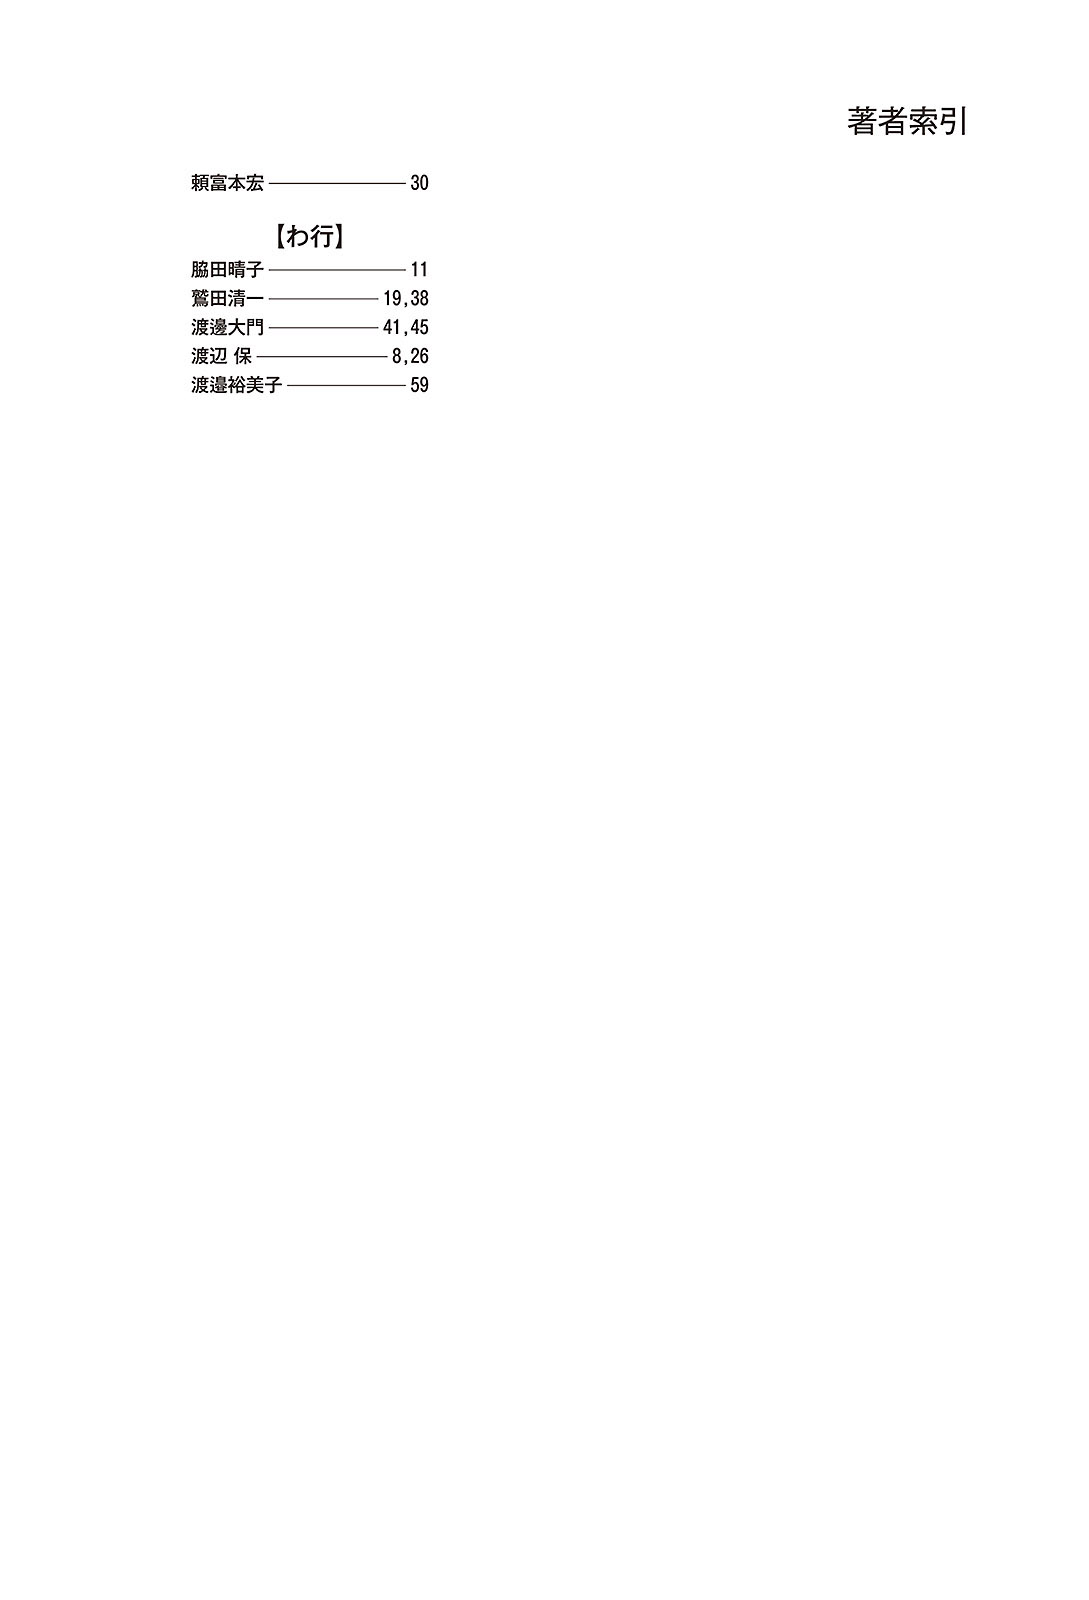 著者索引
頼富本宏 30
【わ行】
脇田晴子 11
鷲田清一 19,38
渡邊大門 41,45
渡辺 保 8,26
渡邉裕美子 59